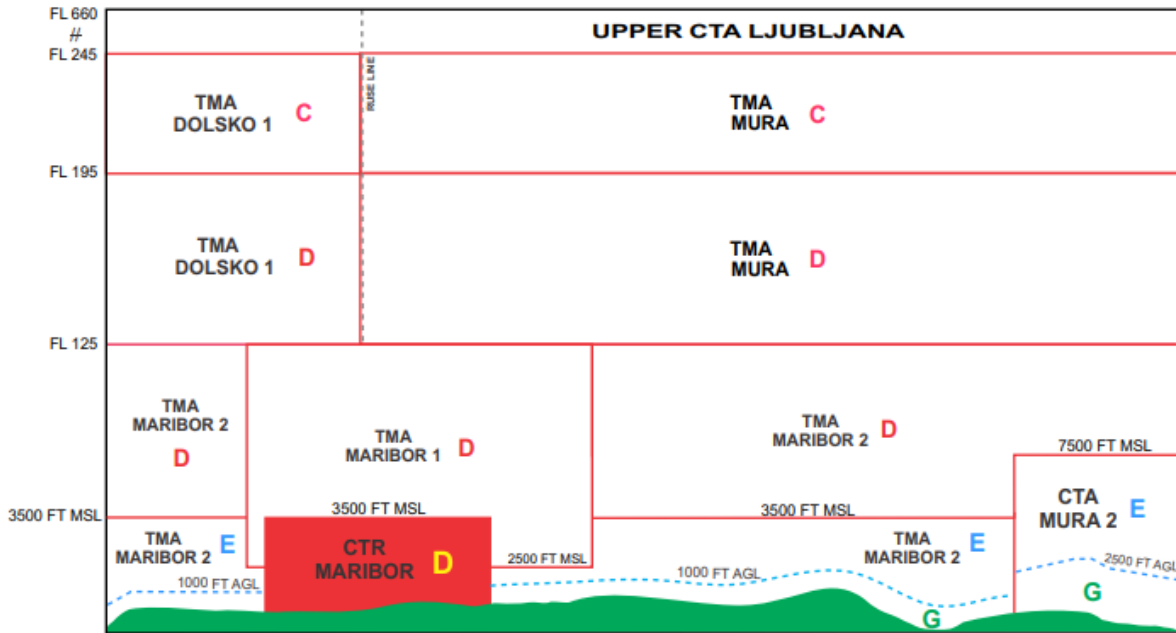 FL 660
#
UPPER CTA LJUBLJANA
FL 245
RUSE LINE
TMA
DOLSKO 1 C
TMA
MURA C
FL 195
TMA
DOLSKO 1 D
TMA
MURA D
FL 125
TMA
MARIBOR 2
D
TMA
MARIBOR 1 D
TMA
MARIBOR 2 D
7500 FT MSL
3500 FT MSL
3500 FT MSL
3500 FT MSL
CTA
MURA 2 E
TMA
MARIBOR 2 E
CTR
MARIBOR D
2500 FT MSL
TMA
MARIBOR 2 E
1000 FT AGL
1000 FT AGL
2500 FT AGL
G
G